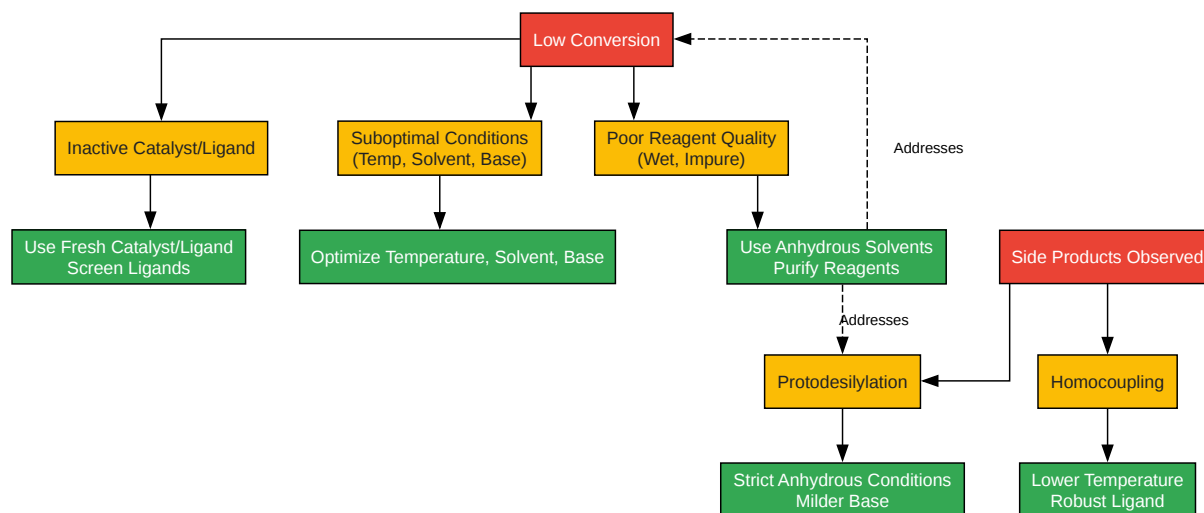 Low Conversion
Inactive Catalyst/Ligand
Suboptimal Conditions
(Temp, Solvent, Base)
Poor Reagent Quality
(Wet, Impure)
Addresses
Use Fresh Catalyst/Ligand
Screen Ligands
Optimize Temperature, Solvent, Base
Use Anhydrous Solvents
Purify Reagents
Side Products Observed
Addresses
Protodesilylation
Homocoupling
Strict Anhydrous Conditions
Milder Base
Lower Temperature
Robust Ligand